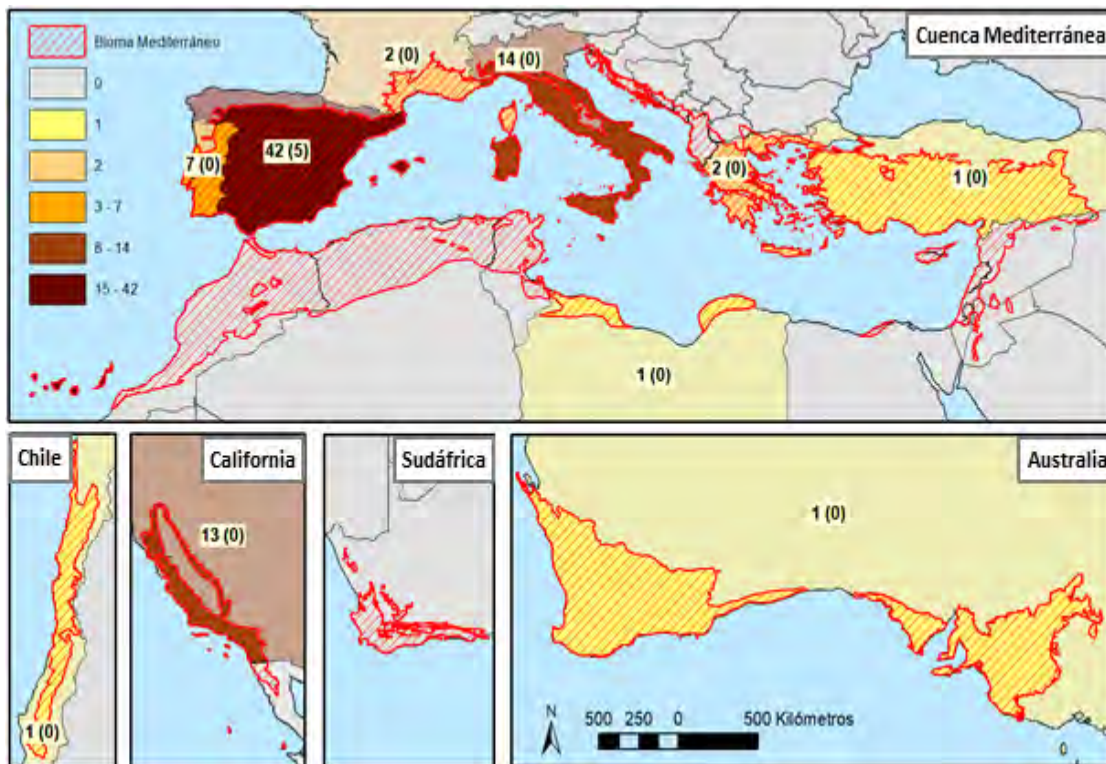 Cuenca Mediterránea
Bioma Mediterráneo
0
1
2
3 - 7
8 - 14
15 - 42
2 (0)
14 (0)
7 (0)
42 (5)
2 (0)
1 (0)
1 (0)
Chile
1 (0)
California
13 (0)
Sudáfrica
Australia
1 (0)
N
500 250 0 500 Kilómetros